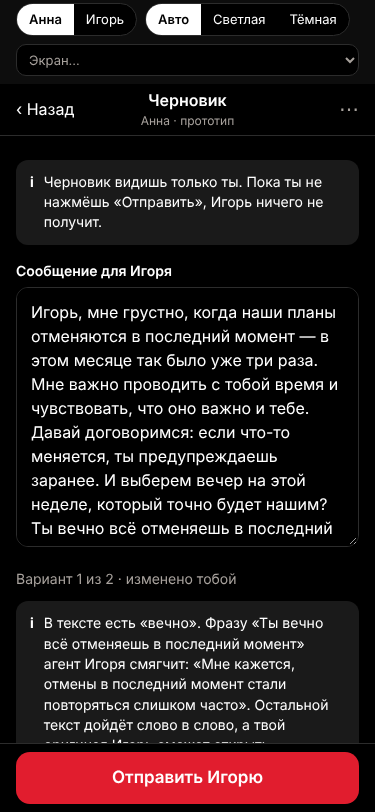 Анна Игорь Авто Светлая Тёмная
Экран...
‹ Назад
Черновик
Анна · прототип
···
i Черновик видишь только ты. Пока ты не
нажмёшь «Отправить», Игорь ничего не
получит.
Сообщение для Игоря
Игорь, мне грустно, когда наши планы
отменяются в последний момент — в
этом месяце так было уже три раза.
Мне важно проводить с тобой время и
чувствовать, что оно важно и тебе.
Давай договоримся: если что-то
меняется, ты предупреждаешь
заранее. И выберем вечер на этой
неделе, который точно будет нашим?
Ты вечно всё отменяешь в последний
Вариант 1 из 2 · изменено тобой
i В тексте есть «вечно». Фразу «Ты вечно
всё отменяешь в последний момент»
агент Игоря смягчит: «Мне кажется,
отмены в последний момент стали
повторяться слишком часто». Остальной
текст дойдёт слово в слово, а твой
Отправить Игорю